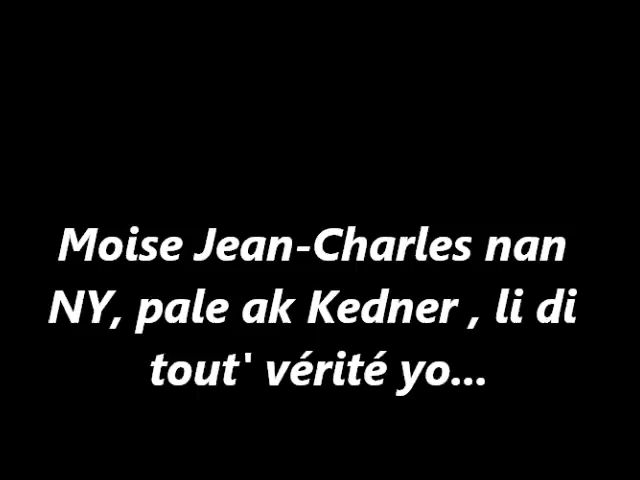 Moise Jean-Charles nan
NY, pale ak Kedner , li di
tout' vérité yo...